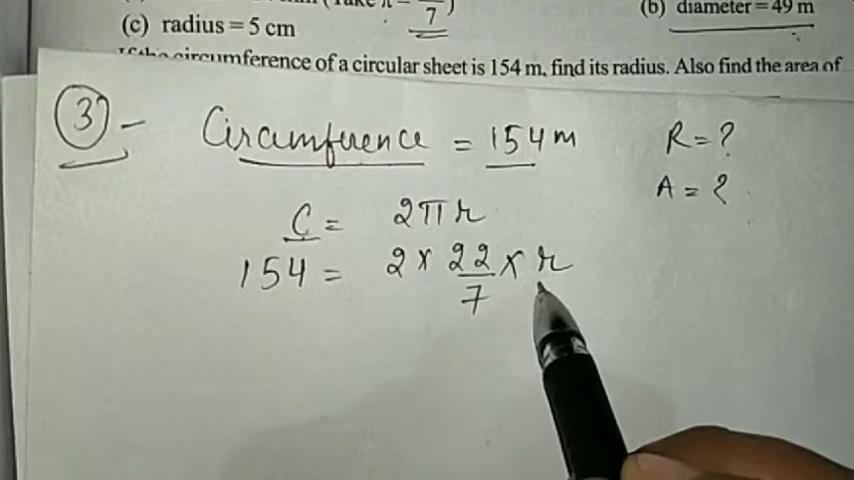 7
(b) diameter = 49 m
(c) radius = 5 cm
circumference of a circular sheet is 154 m, find its radius. Also find the area of
3 - Circumference = 154 m R = ?
A = ?
C = 2πr
154 = 2 × 22/7 × r